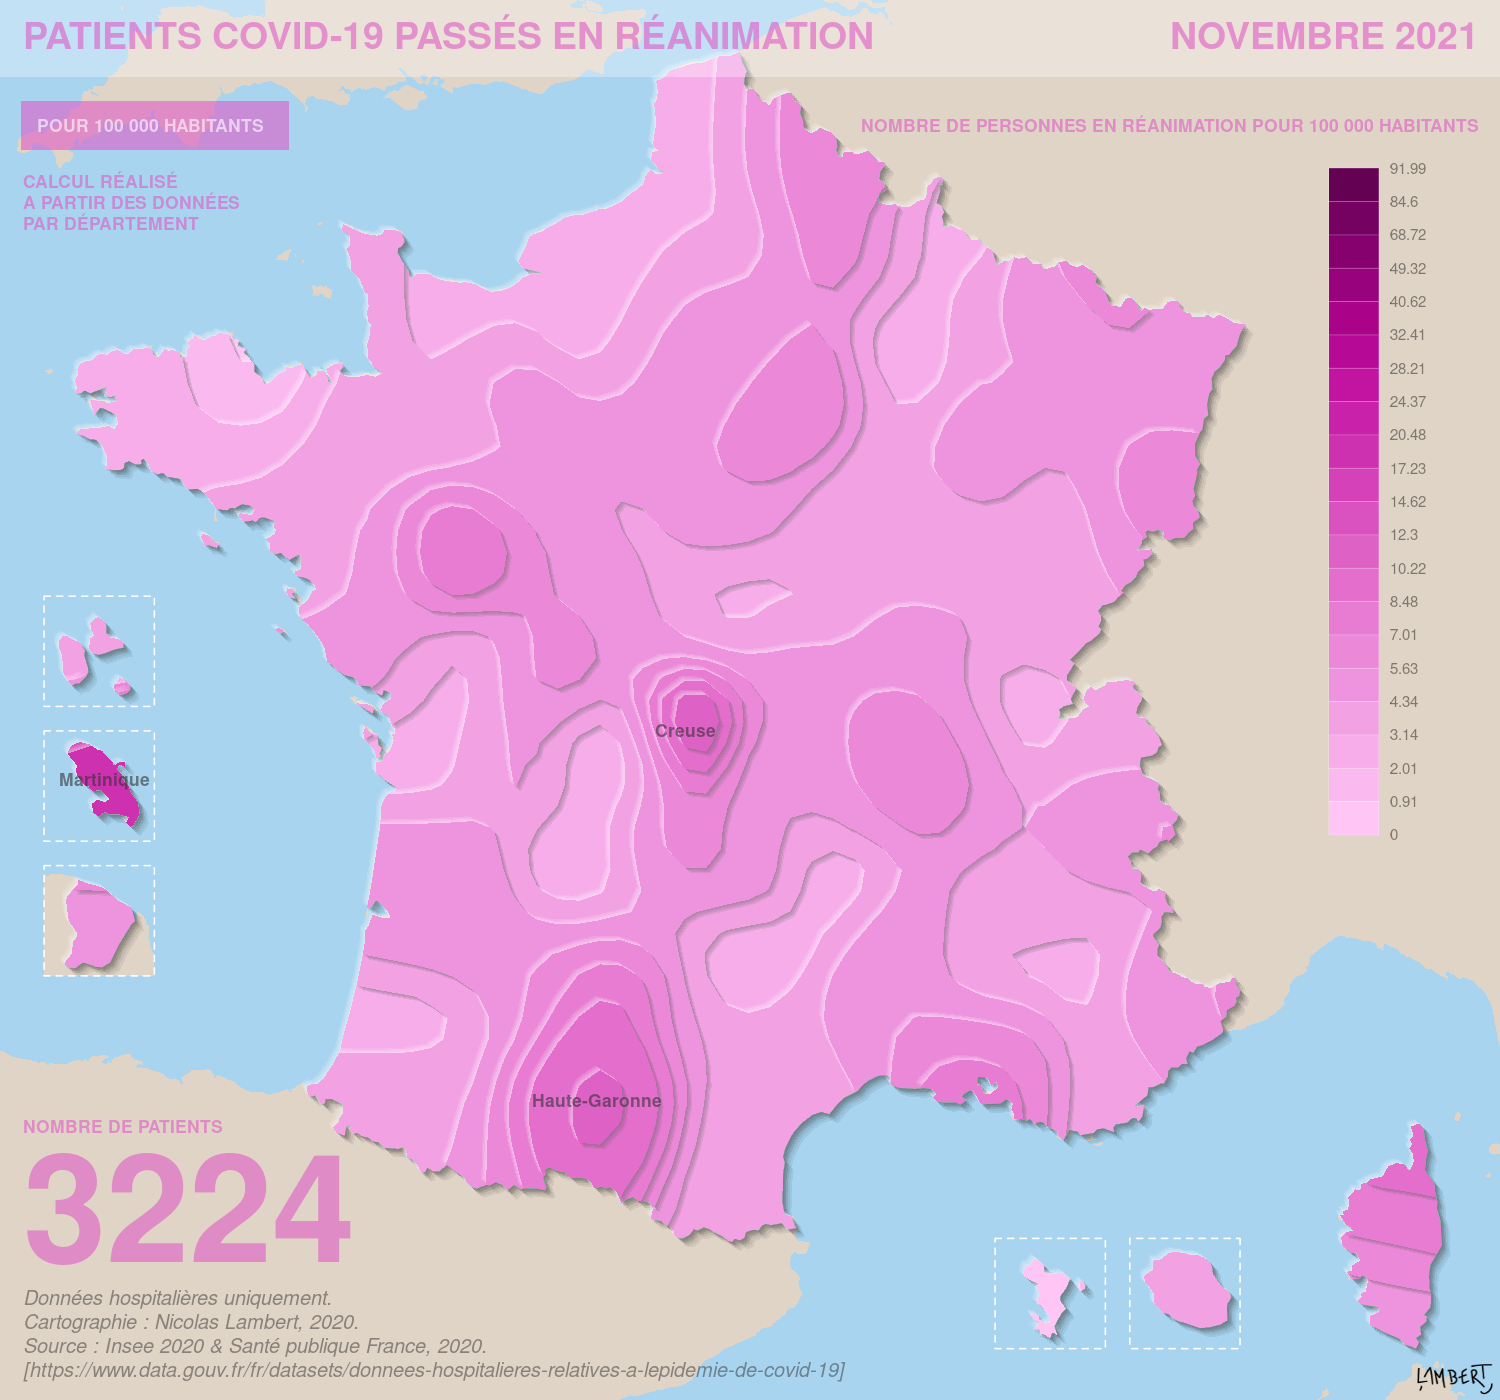 PATIENTS COVID-19 PASSÉS EN RÉANIMATION
NOVEMBRE 2021
POUR 100 000 HABITANTS
NOMBRE DE PERSONNES EN RÉANIMATION POUR 100 000 HABITANTS
CALCUL RÉALISÉ
A PARTIR DES DONNÉES
PAR DÉPARTEMENT
91.99
84.6
68.72
49.32
40.62
32.41
28.21
24.37
20.48
17.23
14.62
12.3
10.22
8.48
7.01
5.63
4.34
3.14
2.01
0.91
0
Creuse
Martinique
Haute-Garonne
NOMBRE DE PATIENTS
3224
Données hospitalières uniquement.
Cartographie : Nicolas Lambert, 2020.
Source : Insee 2020 & Santé publique France, 2020.
[https://www.data.gouv.fr/fr/datasets/donnees-hospitalieres-relatives-a-lepidemie-de-covid-19]
LAMBERT